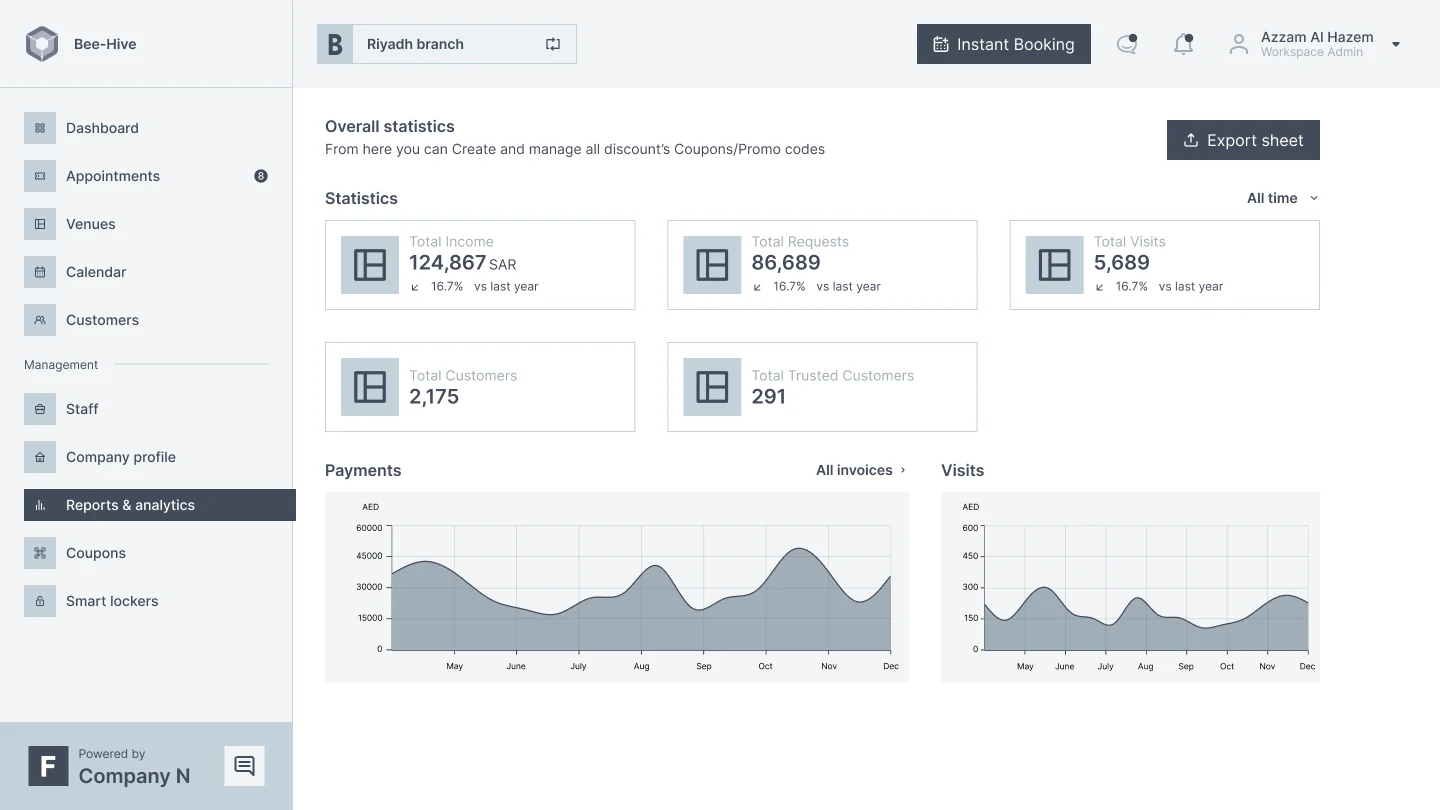 Bee-Hive
B
Riyadh branch
Instant Booking
Azzam Al Hazem
Workspace Admin
Dashboard
Appointments 8
Venues
Calendar
Customers
Management
Staff
Company profile
Reports & analytics
Coupons
Smart lockers
F
Powered by
Company N
Overall statistics
From here you can Create and manage all discount's Coupons/Promo codes
Export sheet
Statistics
All time
Total Income
124,867 SAR
16.7% vs last year
Total Requests
86,689
16.7% vs last year
Total Visits
5,689
16.7% vs last year
Total Customers
2,175
Total Trusted Customers
291
Payments
All invoices
AED
60000
45000
30000
15000
0
May June July Aug Sep Oct Nov Dec
Visits
AED
600
450
300
150
0
May June July Aug Sep Oct Nov Dec